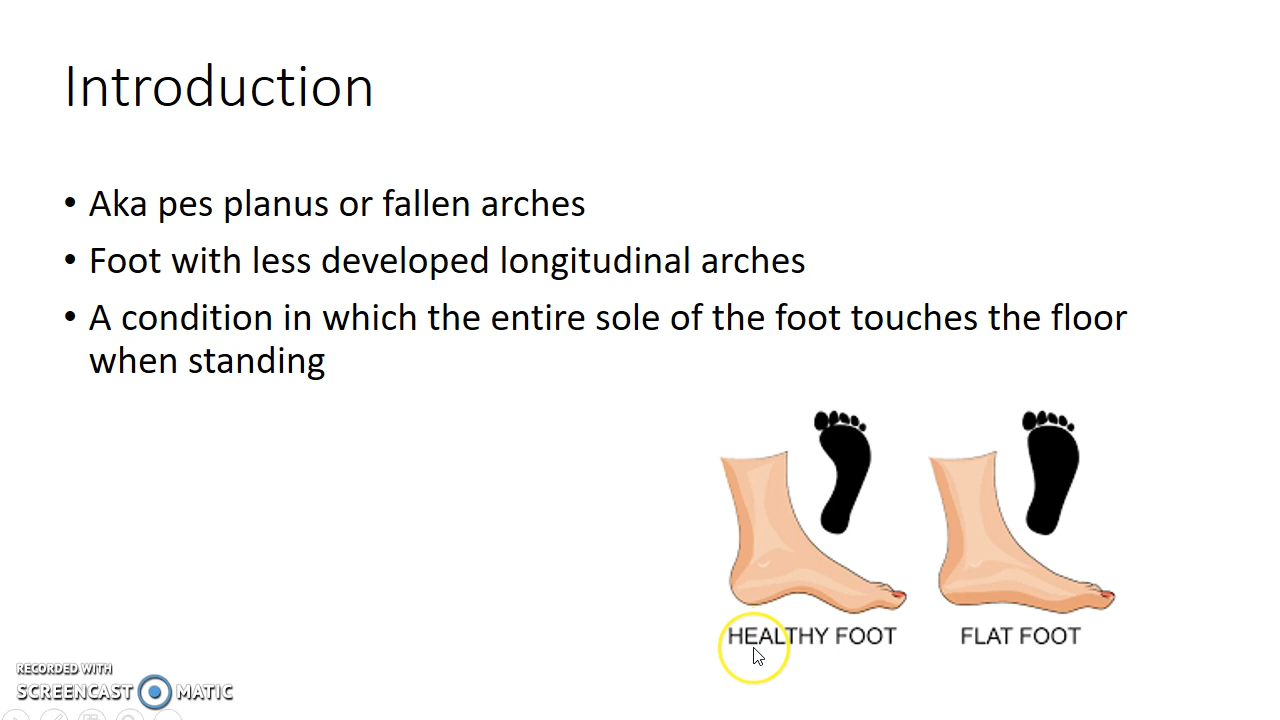 Introduction
• Aka pes planus or fallen arches
• Foot with less developed longitudinal arches
• A condition in which the entire sole of the foot touches the floor
when standing
HEALTHY FOOT
FLAT FOOT
RECORDED WITH
SCREENCAST MATIC